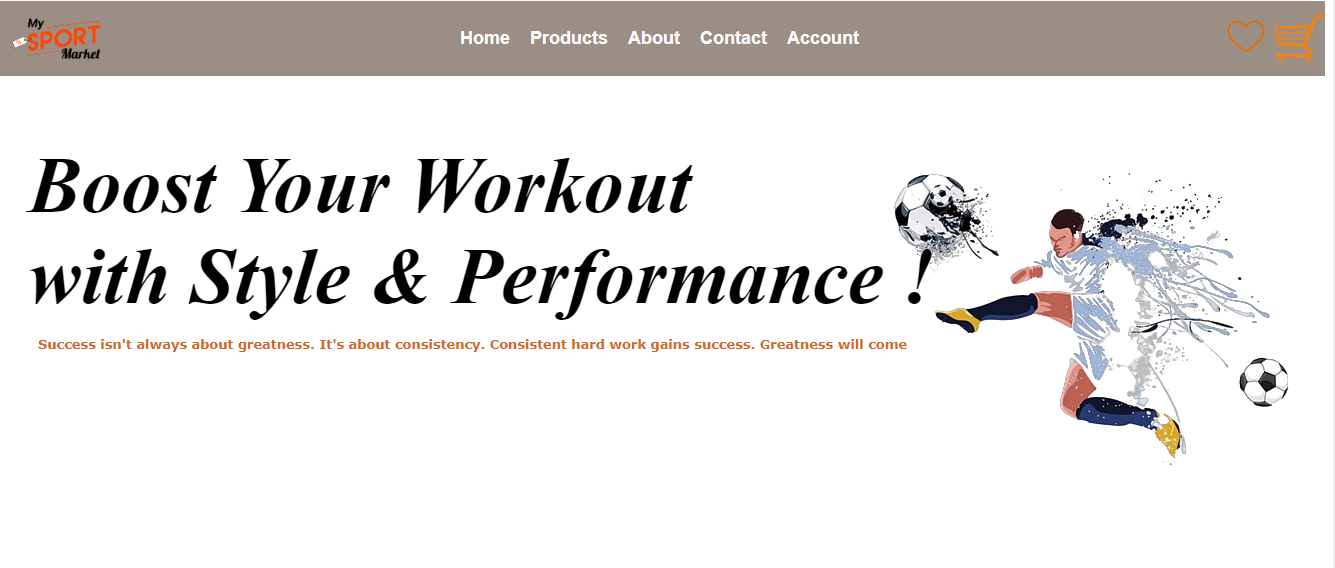 My
SPORT
Market
Home Products About Contact Account
Boost Your Workout
with Style & Performance !
Success isn't always about greatness. It's about consistency. Consistent hard work gains success. Greatness will come